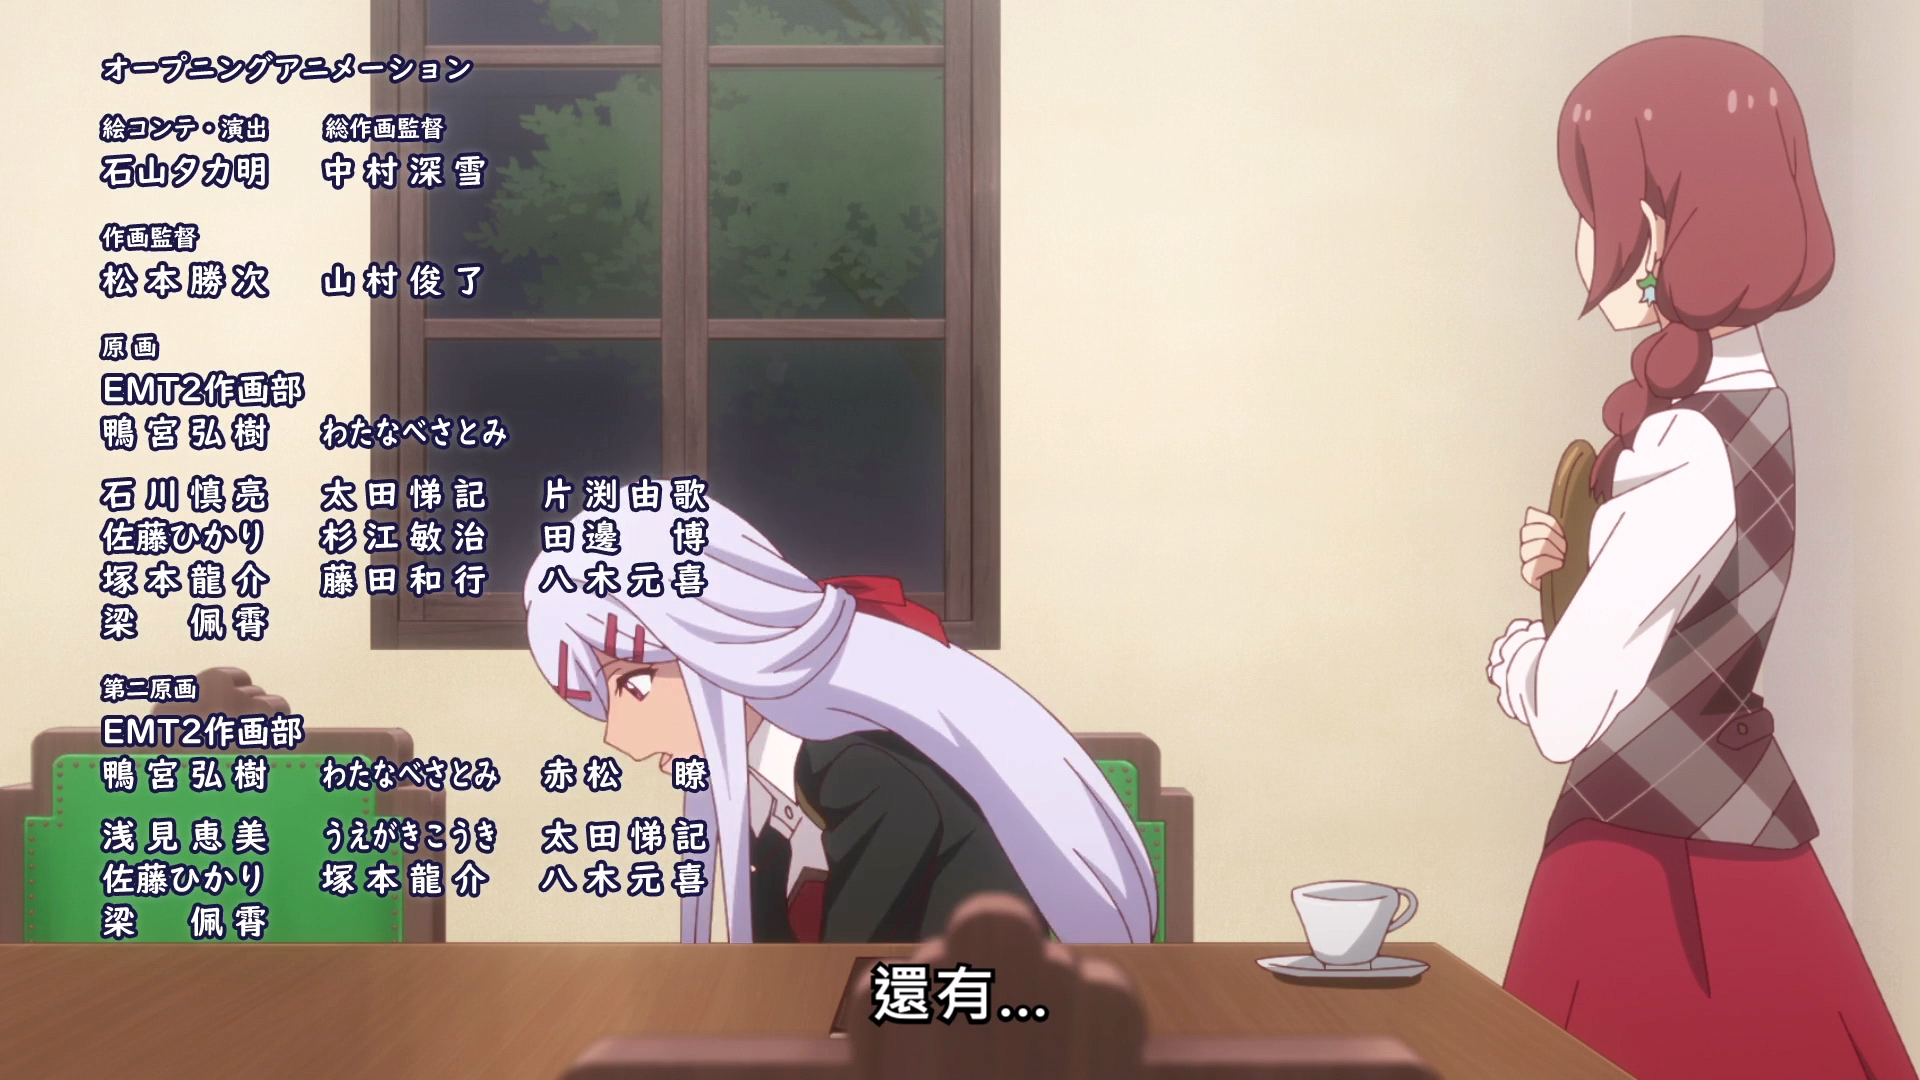 オープニングアニメーション
絵コンテ・演出 総作画監督
石山タカ明 中村深雪
作画監督
松本勝次 山村俊了
原画
EMT2作画部
鴨宮弘樹 わたなべさとみ
石川慎亮 太田悌記 片渕由歌
佐藤ひかり 杉江敏治 田邊 博
塚本龍介 藤田和行 八木元喜
梁 佩霄
第二原画
EMT2作画部
鴨宮弘樹 わたなべさとみ 赤松 瞭
浅見恵美 うえがきこうき 太田悌記
佐藤ひかり 塚本龍介 八木元喜
梁 佩霄
還有...